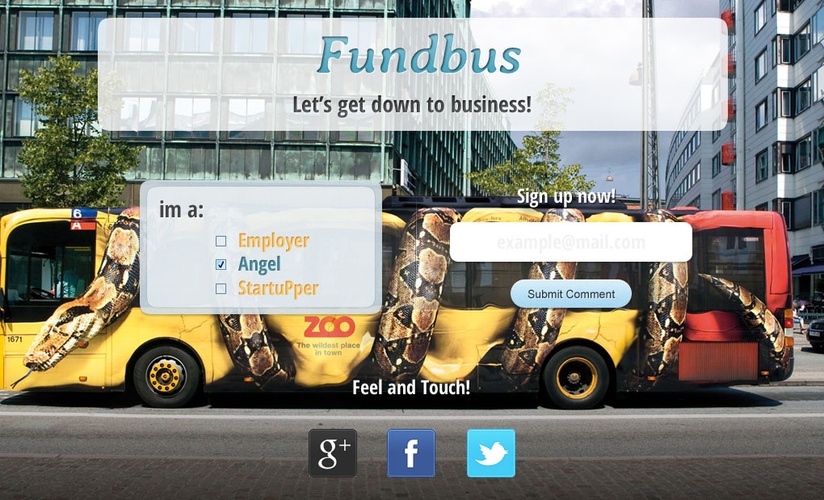 Fundbus
Let's get down to business!
im a:
Employer
Angel
StartuPper
Sign up now!
example@mail.com
Submit Comment
6
A
1671
ZOO
The wildest place
in town
Feel and Touch!
g+
f